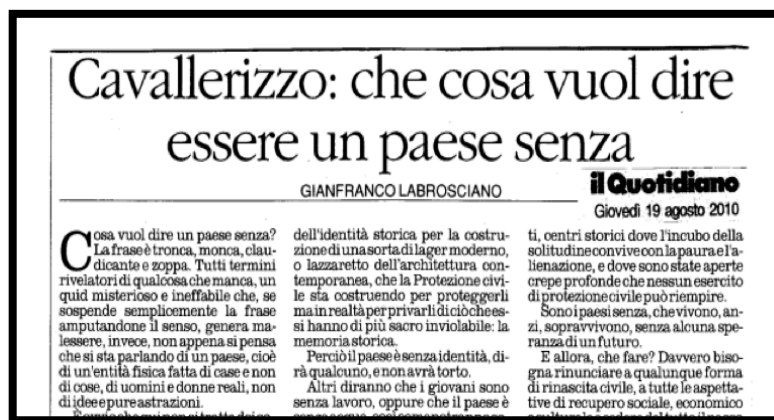 Cavallerizzo: che cosa vuol dire
essere un paese senza
GIANFRANCO LABROSCIANO
il Quotidiano
Giovedì 19 agosto 2010
Cosa vuol dire un paese senza?
La frase è tronca, monca, clau-
dicante e zoppa. Tutti termini
rivelatori di qualcosa che manca, un
quid misterioso e ineffabile che, se
sospende semplicemente la frase
amputandone il senso, genera ma-
lessere, invece, non appena si pensa
che si sta parlando di un paese, cioè
di un'entità fisica fatta di case e non
di cose, di uomini e donne reali, non
di idee e pure astrazioni.
dell'identità storica per la costru-
zione di una sorta di lager moderno,
o lazzaretto dell'architettura con-
temporanea, che la Protezione civi-
le sta costruendo per proteggerli
ma in realtà per privarli di ciò che es-
si hanno di più sacro inviolabile: la
memoria storica.
Perciò il paese è senza identità, di-
rà qualcuno, e non avrà torto.
Altri diranno che i giovani sono
senza lavoro, oppure che il paese è
ti, centri storici dove l'incubo della
solitudine convive con la paura e l'a-
lienazione, e dove sono state aperte
crepe profonde che nessun esercito
di protezione civile può riempire.
Sono i paesi senza, che vivono, an-
zi, sopravvivono, senza alcuna spe-
ranza di un futuro.
E allora, che fare? Davvero biso-
gna rinunciare a qualunque forma
di rinascita civile, a tutte le aspetta-
tive di recupero sociale, economico